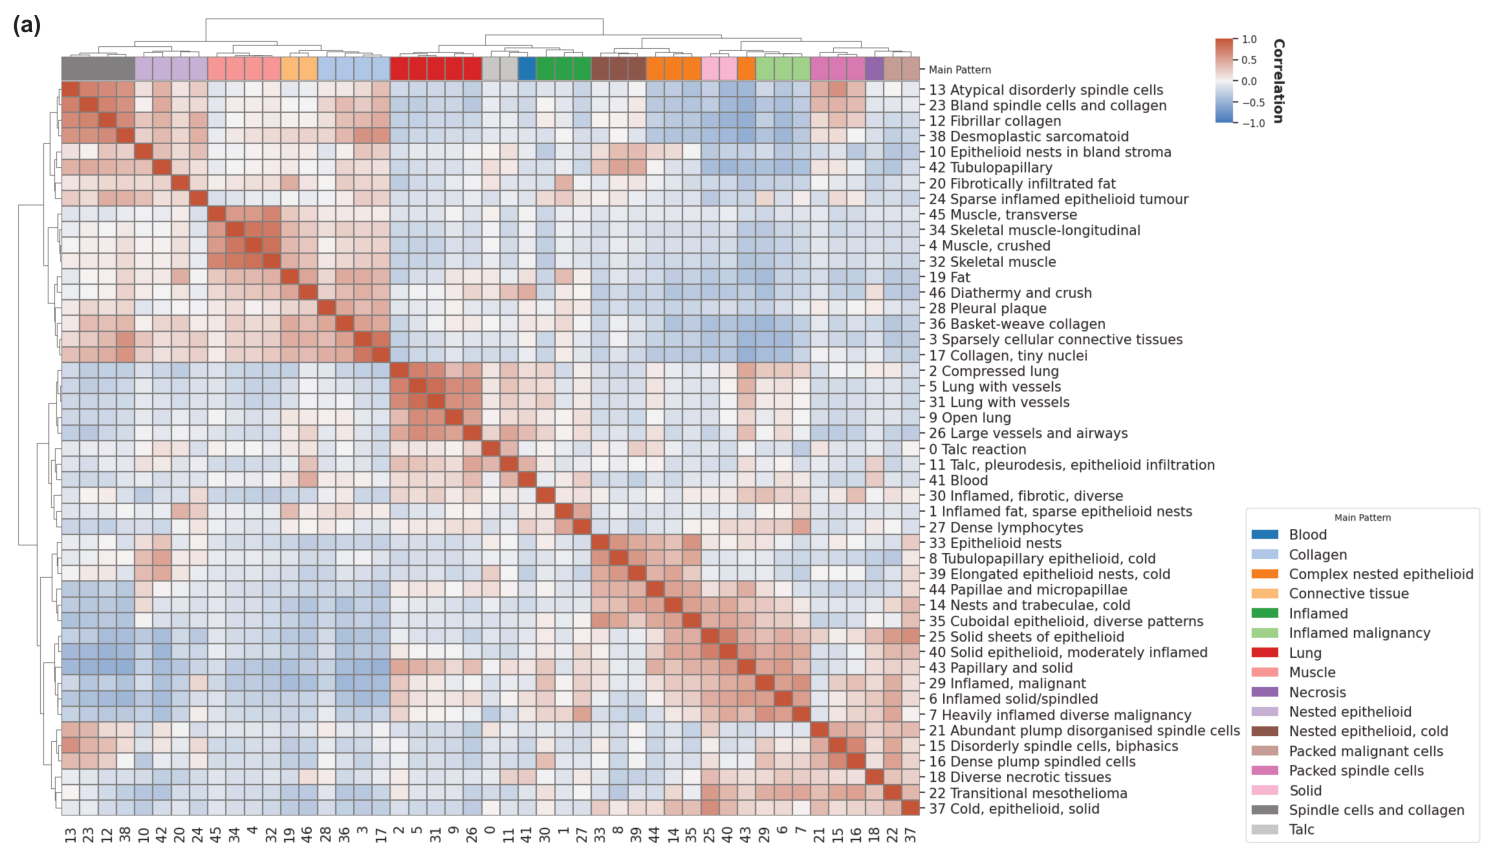 (a)
Main Pattern
1.0
0.5
0.0
−0.5
−1.0
Correlation
13 Atypical disorderly spindle cells
23 Bland spindle cells and collagen
12 Fibrillar collagen
38 Desmoplastic sarcomatoid
10 Epithelioid nests in bland stroma
42 Tubulopapillary
20 Fibrotically infiltrated fat
24 Sparse inflamed epithelioid tumour
45 Muscle, transverse
34 Skeletal muscle-longitudinal
4 Muscle, crushed
32 Skeletal muscle
19 Fat
46 Diathermy and crush
28 Pleural plaque
36 Basket-weave collagen
3 Sparsely cellular connective tissues
17 Collagen, tiny nuclei
2 Compressed lung
5 Lung with vessels
31 Lung with vessels
9 Open lung
26 Large vessels and airways
0 Talc reaction
11 Talc, pleurodesis, epithelioid infiltration
41 Blood
30 Inflamed, fibrotic, diverse
1 Inflamed fat, sparse epithelioid nests
27 Dense lymphocytes
33 Epithelioid nests
8 Tubulopapillary epithelioid, cold
39 Elongated epithelioid nests, cold
44 Papillae and micropapillae
14 Nests and trabeculae, cold
35 Cuboidal epithelioid, diverse patterns
25 Solid sheets of epithelioid
40 Solid epithelioid, moderately inflamed
43 Papillary and solid
29 Inflamed, malignant
6 Inflamed solid/spindled
7 Heavily inflamed diverse malignancy
21 Abundant plump disorganised spindle cells
15 Disorderly spindle cells, biphasics
16 Dense plump spindled cells
18 Diverse necrotic tissues
22 Transitional mesothelioma
37 Cold, epithelioid, solid
13 23 12 38 10 42 20 24 45 34 4 32 19 46 28 36 3 17 2 5 31 9 26 0 11 41 30 1 27 33 8 39 44 14 35 25 40 43 29 6 7 21 15 16 18 22 37
Main Pattern
Blood
Collagen
Complex nested epithelioid
Connective tissue
Inflamed
Inflamed malignancy
Lung
Muscle
Necrosis
Nested epithelioid
Nested epithelioid, cold
Packed malignant cells
Packed spindle cells
Solid
Spindle cells and collagen
Talc